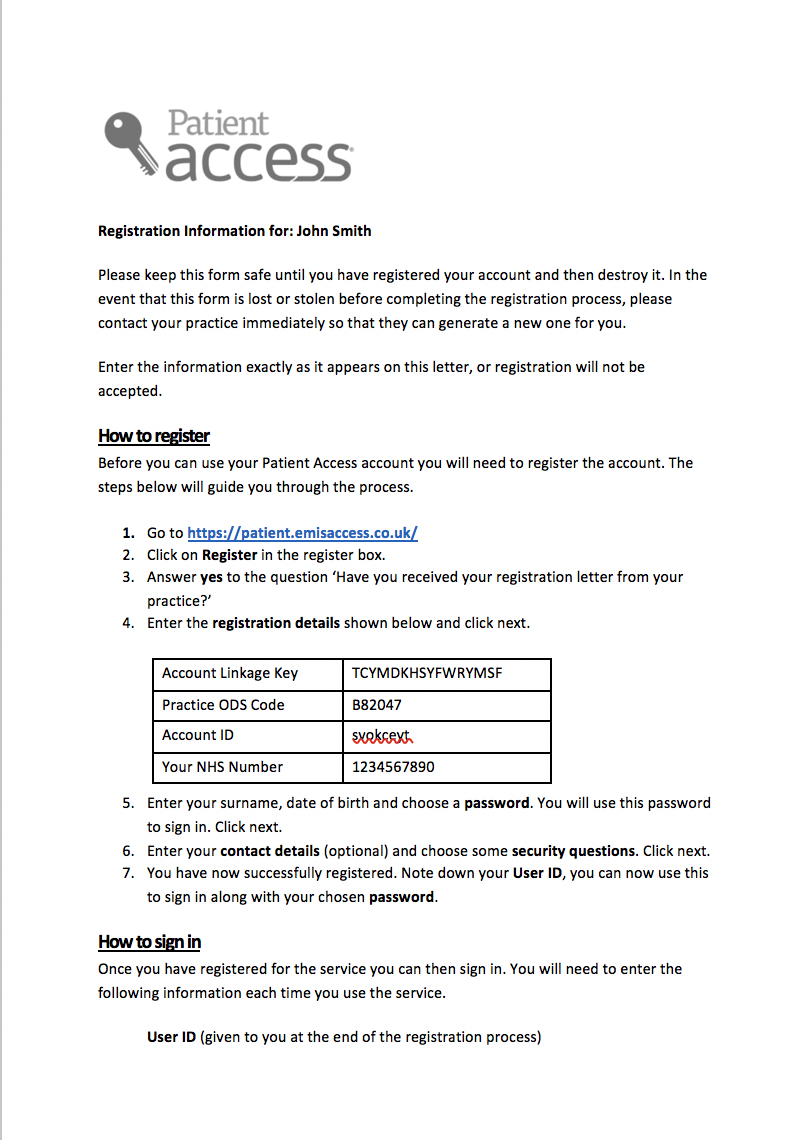 Patient
access
Registration Information for: John Smith
Please keep this form safe until you have registered your account and then destroy it. In the
event that this form is lost or stolen before completing the registration process, please
contact your practice immediately so that they can generate a new one for you.
Enter the information exactly as it appears on this letter, or registration will not be
accepted.
How to register
Before you can use your Patient Access account you will need to register the account. The
steps below will guide you through the process.
1. Go to https://patient.emisaccess.co.uk/
2. Click on Register in the register box.
3. Answer yes to the question ‘Have you received your registration letter from your
practice?’
4. Enter the registration details shown below and click next.
Account Linkage Key TCYMDKHSYFWRYMSF
Practice ODS Code B82047
Account ID
Your NHS Number 1234567890
5. Enter your surname, date of birth and choose a password. You will use this password
to sign in. Click next.
6. Enter your contact details (optional) and choose some security questions. Click next.
7. You have now successfully registered. Note down your User ID, you can now use this
to sign in along with your chosen password.
How to sign in
Once you have registered for the service you can then sign in. You will need to enter the
following information each time you use the service.
User ID (given to you at the end of the registration process)